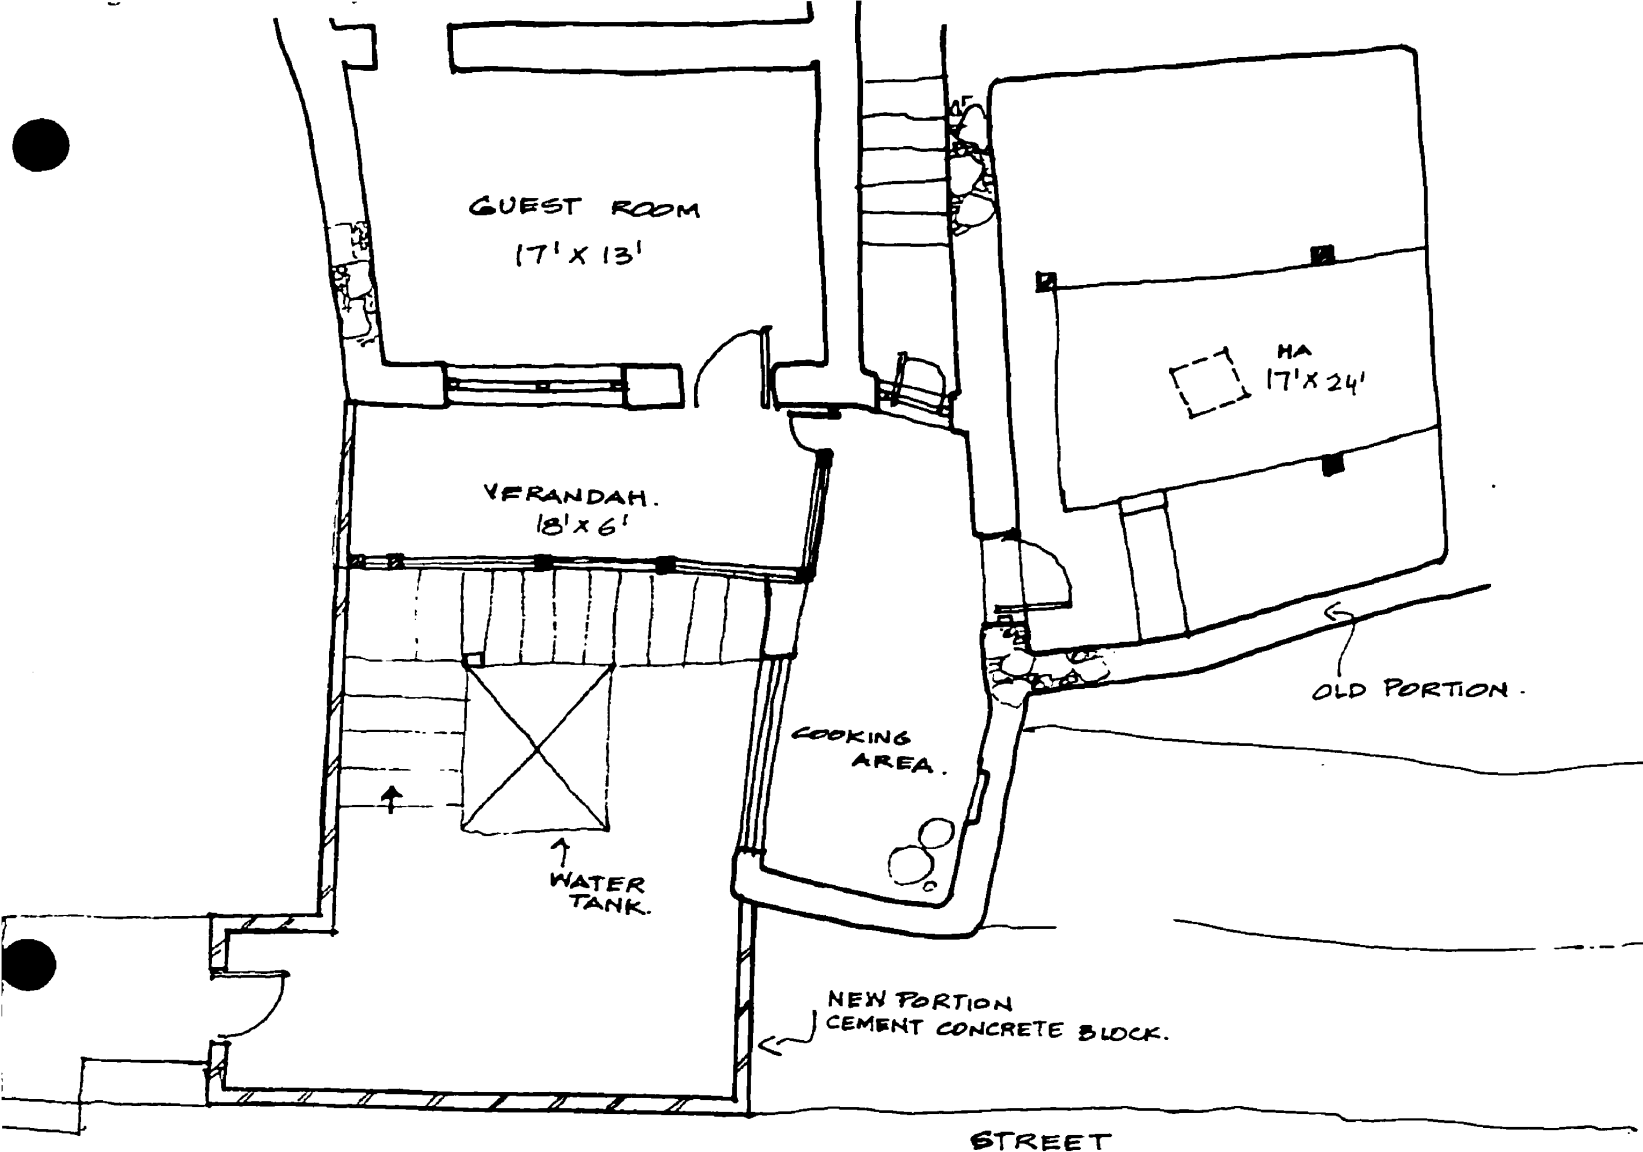 GUEST ROOM
17' X 13'
HA
17' X 24'
VERANDAH.
18' X 6'
OLD PORTION.
COOKING
AREA.
WATER
TANK.
NEW PORTION
CEMENT CONCRETE BLOCK.
STREET